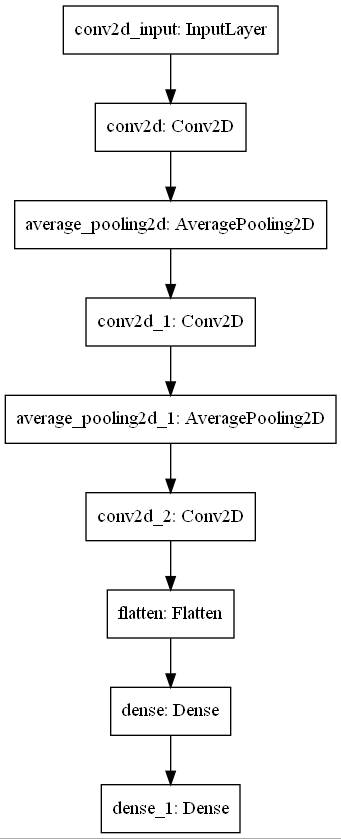 conv2d_input: InputLayer
conv2d: Conv2D
average_pooling2d: AveragePooling2D
conv2d_1: Conv2D
average_pooling2d_1: AveragePooling2D
conv2d_2: Conv2D
flatten: Flatten
dense: Dense
dense_1: Dense